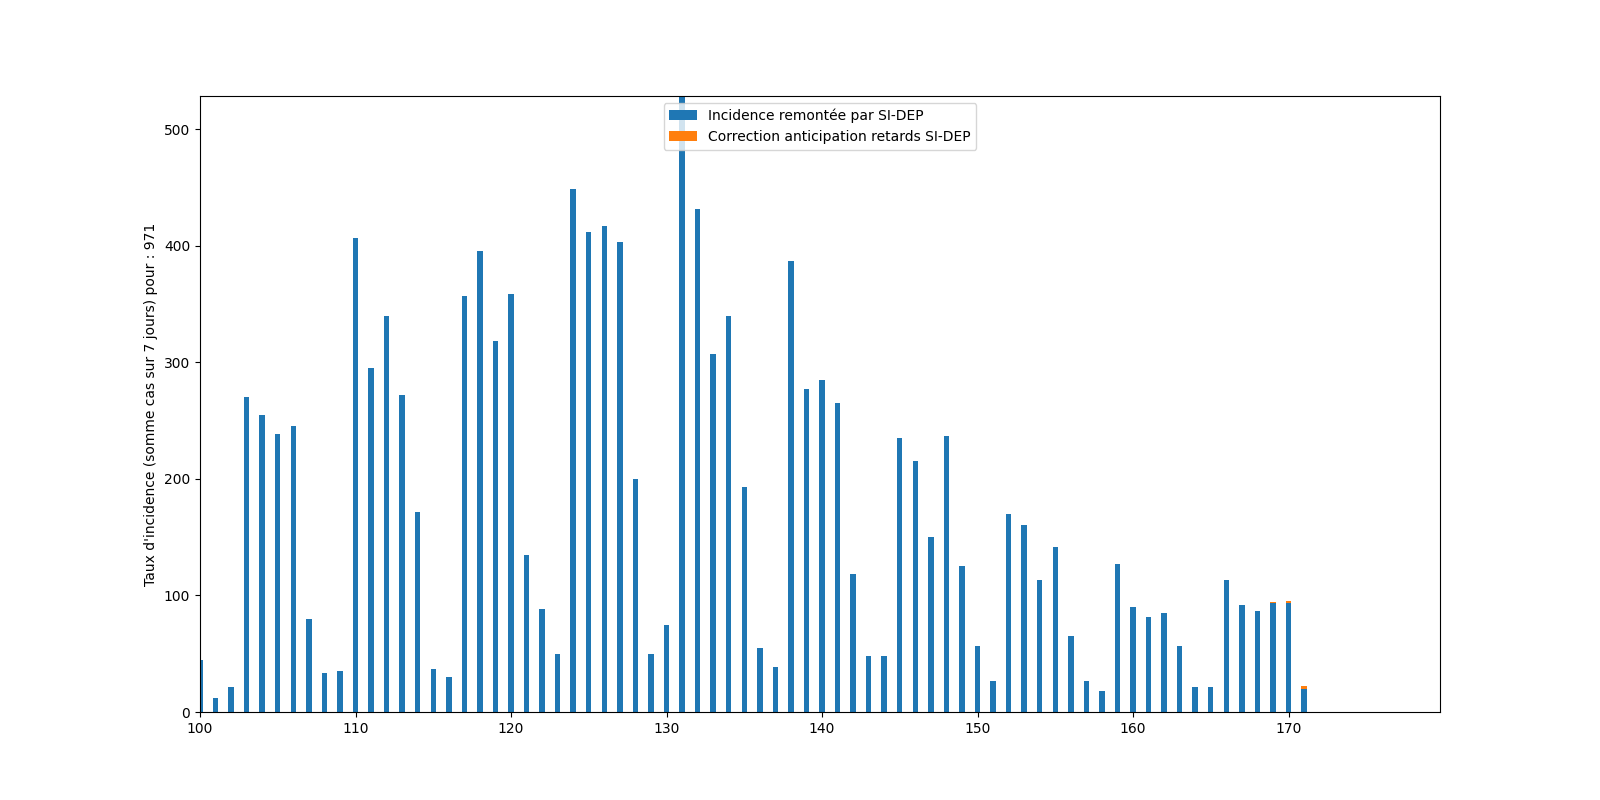 Incidence remontée par SI-DEP
Correction anticipation retards SI-DEP
Taux d'incidence (somme cas sur 7 jours) pour : 971
500
400
300
200
100
0
100 110 120 130 140 150 160 170